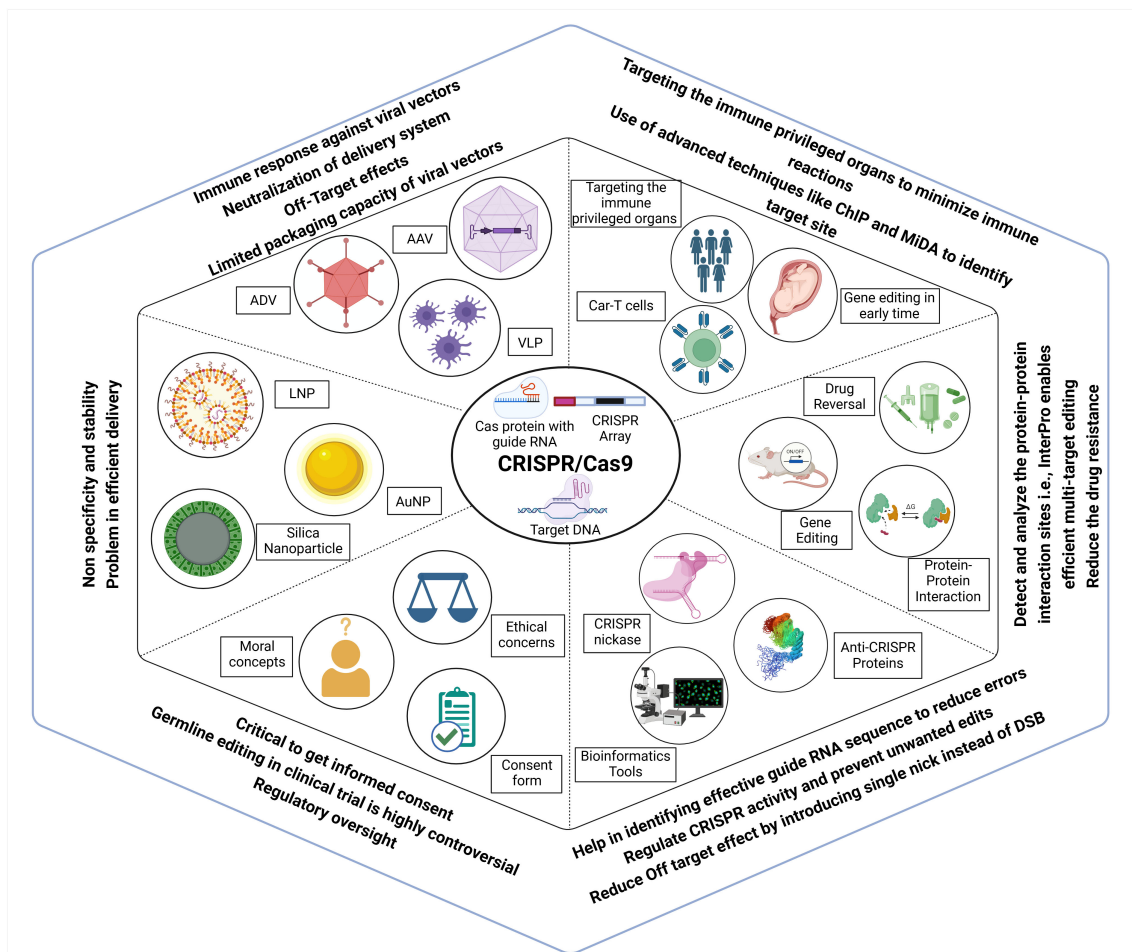 Immune response against viral vectors
Neutralization of delivery system
Off-Target effects
Limited packaging capacity of viral vectors
AAV
ADV
VLP
Targeting the immune privileged organs to minimize immune
reactions
Use of advanced techniques like ChIP and MiDA to identify
target site
Targeting the
immune
privileged organs
Car-T cells
Gene editing in
early time
Non specificity and stability
Problem in efficient delivery
LNP
AuNP
Silica
Nanoparticle
Cas protein with
guide RNA
CRISPR
Array
CRISPR/Cas9
Target DNA
Drug
Reversal
ON/OFF
Gene
Editing
ΔG
Protein-
Protein
Interaction
Detect and analyze the protein-protein
interaction sites i.e., InterPro enables
efficient multi-target editing
Reduce the drug resistance
Moral
concepts
?
Ethical
concerns
Consent
form
Critical to get informed consent
Germline editing in clinical trial is highly controversial
Regulatory oversight
CRISPR
nickase
Anti-CRISPR
Proteins
Bioinformatics
Tools
Help in identifying effective guide RNA sequence to reduce errors
Regulate CRISPR activity and prevent unwanted edits
Reduce Off target effect by introducing single nick instead of DSB